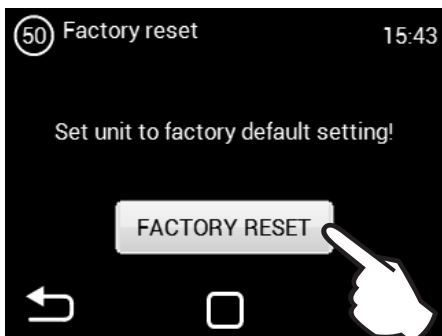 50 Factory reset 15:43
Set unit to factory default setting!
FACTORY RESET